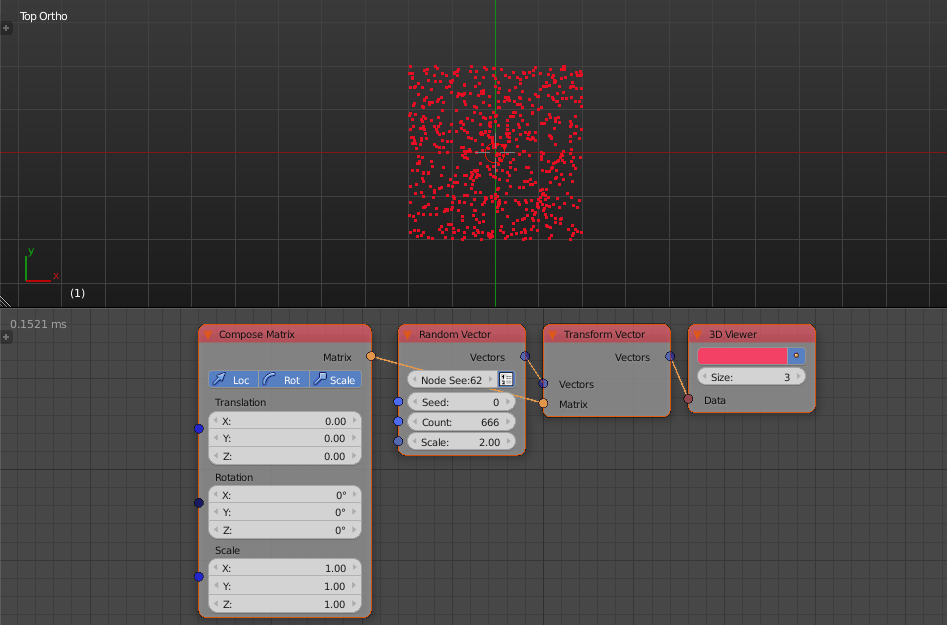 Top Ortho
y
x
(1)
0.1521 ms
Compose Matrix
Matrix
Loc Rot Scale
Translation
X: 0.00
Y: 0.00
Z: 0.00
Rotation
X: 0°
Y: 0°
Z: 0°
Scale
X: 1.00
Y: 1.00
Z: 1.00
Random Vector
Vectors
Node See:62
Seed: 0
Count: 666
Scale: 2.00
Transform Vector
Vectors
Vectors
Matrix
3D Viewer
Size: 3
Data